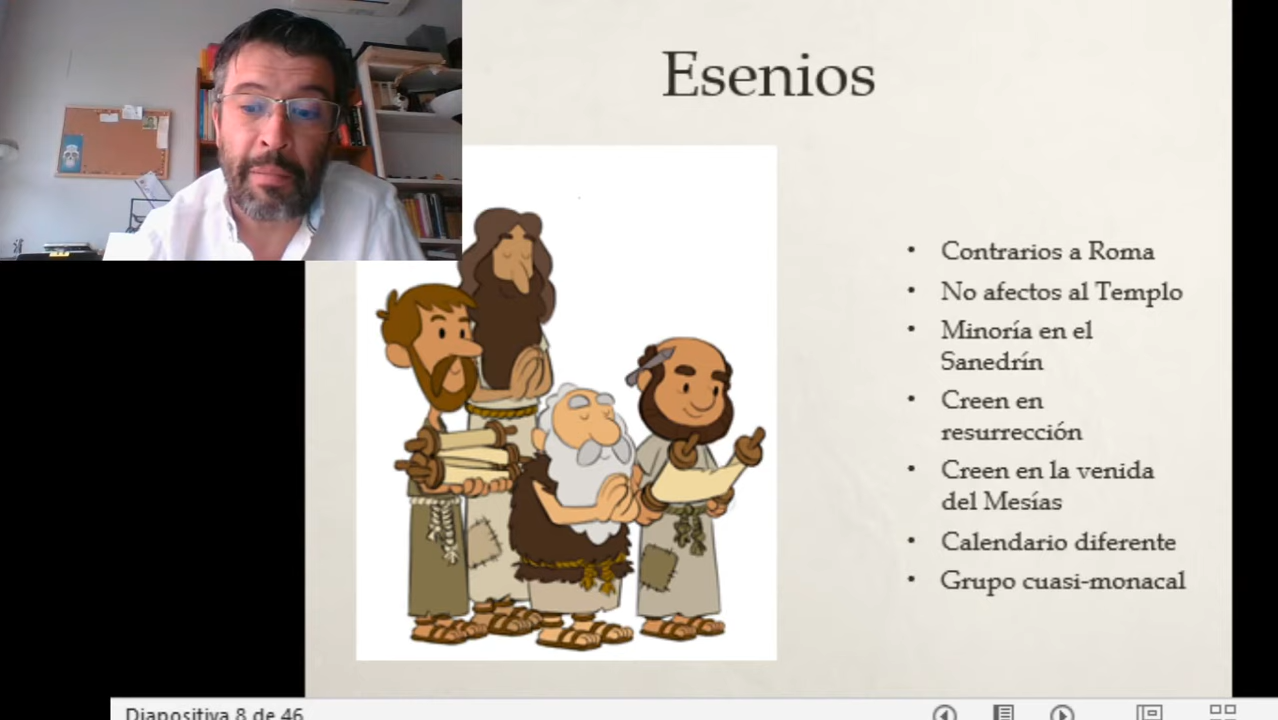 Esenios
• Contrarios a Roma
• No afectos al Templo
• Minoría en el
Sanedrín
• Creen en
resurrección
• Creen en la venida
del Mesías
• Calendario diferente
• Grupo cuasi-monacal
Diapositiva 8 de 46